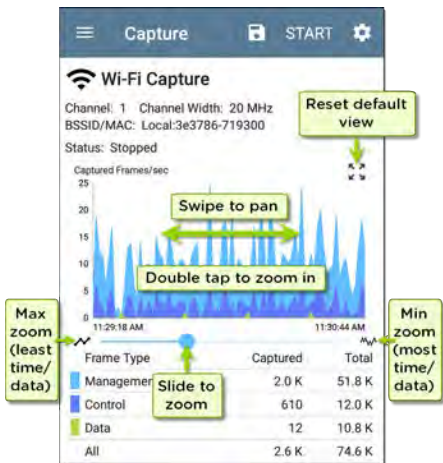 Capture START
Wi-Fi Capture
Channel: 1 Channel Width: 20 MHz
BSSID/MAC: Local:3e3786-719300
Status: Stopped
Reset default
view
Captured Frames/sec
25
20
15
10
5
0
Swipe to pan
Double tap to zoom in
11:29:18 AM 11:30:44 AM
Max
zoom
(least
time/
data)
Min
zoom
(most
time/
data)
Slide to
zoom
Frame Type Captured Total
Managemen 2.0 K 51.8 K
Control 610 12.0 K
Data 12 10.8 K
All 2.6 K 74.6 K